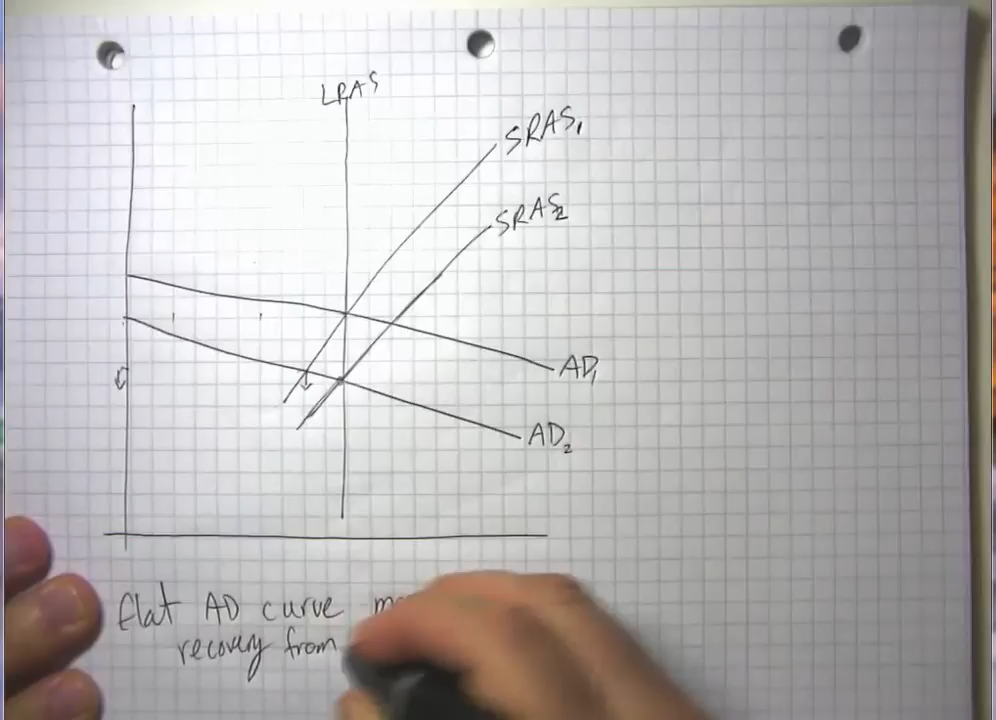 LRAS
SRAS₁
SRAS₂
AD₁
AD₂
flat AD curve
recovery from